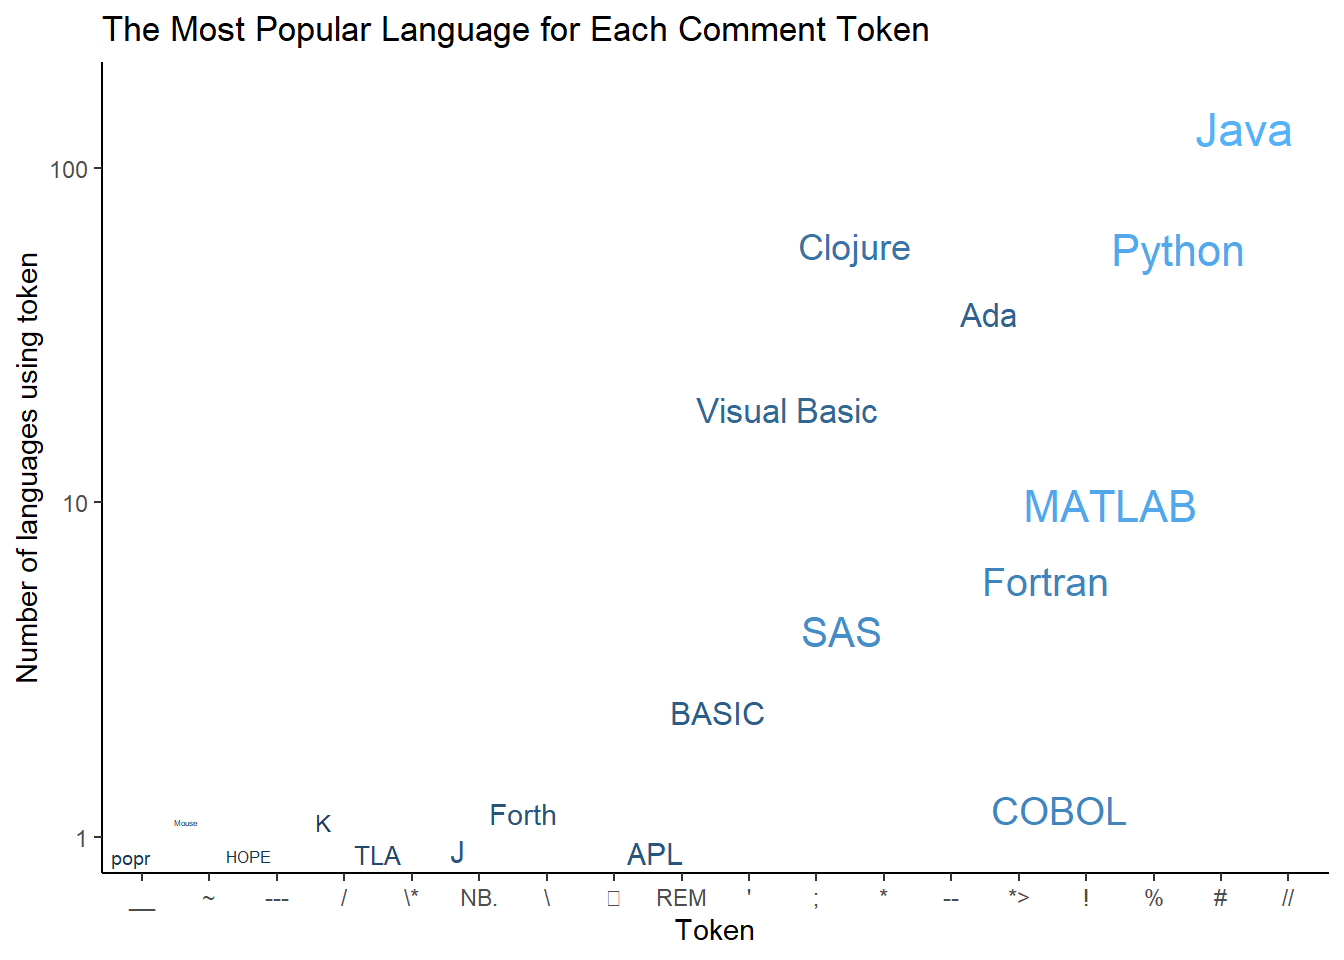 The Most Popular Language for Each Comment Token
Number of languages using token
100
10
1
Java
Clojure
Python
Ada
Visual Basic
MATLAB
Fortran
SAS
BASIC
COBOL
Forth
Mouse
K
J
popr
HOPE
TLA
APL
__ ~ --- / \* NB. \ REM ' ; * -- *> ! % # //
Token